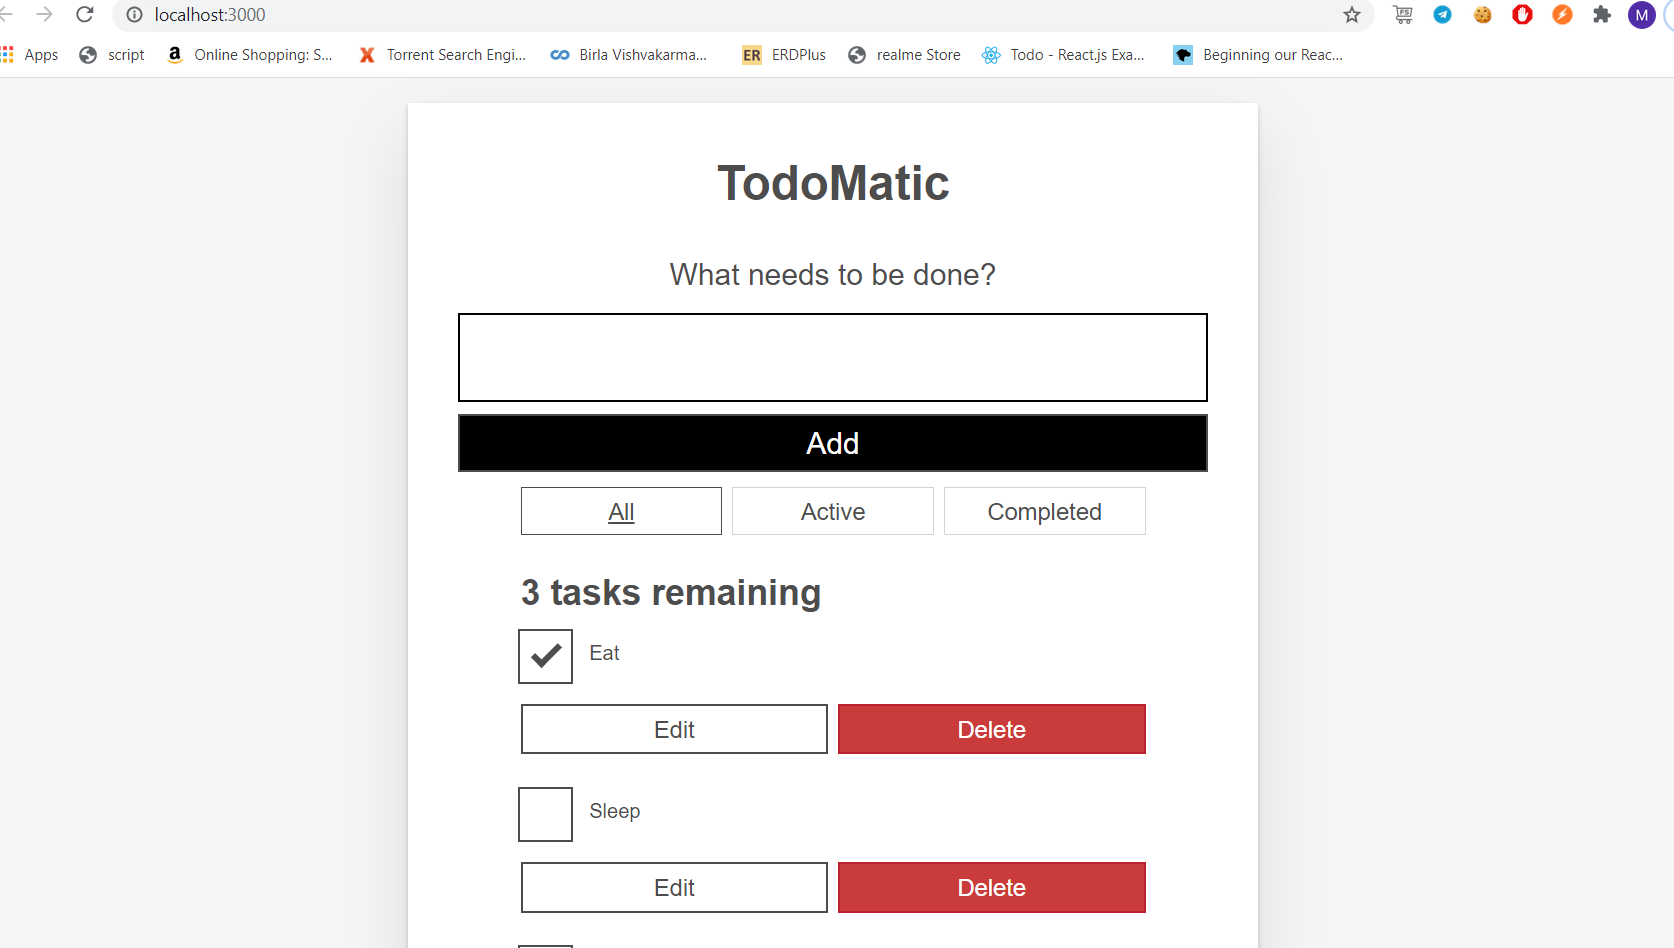 localhost:3000
FS
M
Apps script a Online Shopping: S... X Torrent Search Engi... Birla Vishvakarma... ER ERDPlus realme Store Todo - React.js Exa... Beginning our Reac...
TodoMatic
What needs to be done?
Add
All Active Completed
3 tasks remaining
Eat
Edit Delete
Sleep
Edit Delete